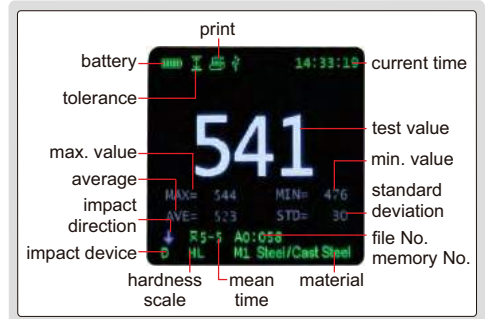 print
battery
14:33:19
current time
tolerance
541
test value
max. value
min. value
average
MAX= 544 MIN= 476
standard
deviation
impact
direction
AVE= 523 STD= 30
x̄5-5 A0:058
file No.
memory No.
impact device
D HL M1 Steel/Cast Steel
hardness
scale
mean
time
material